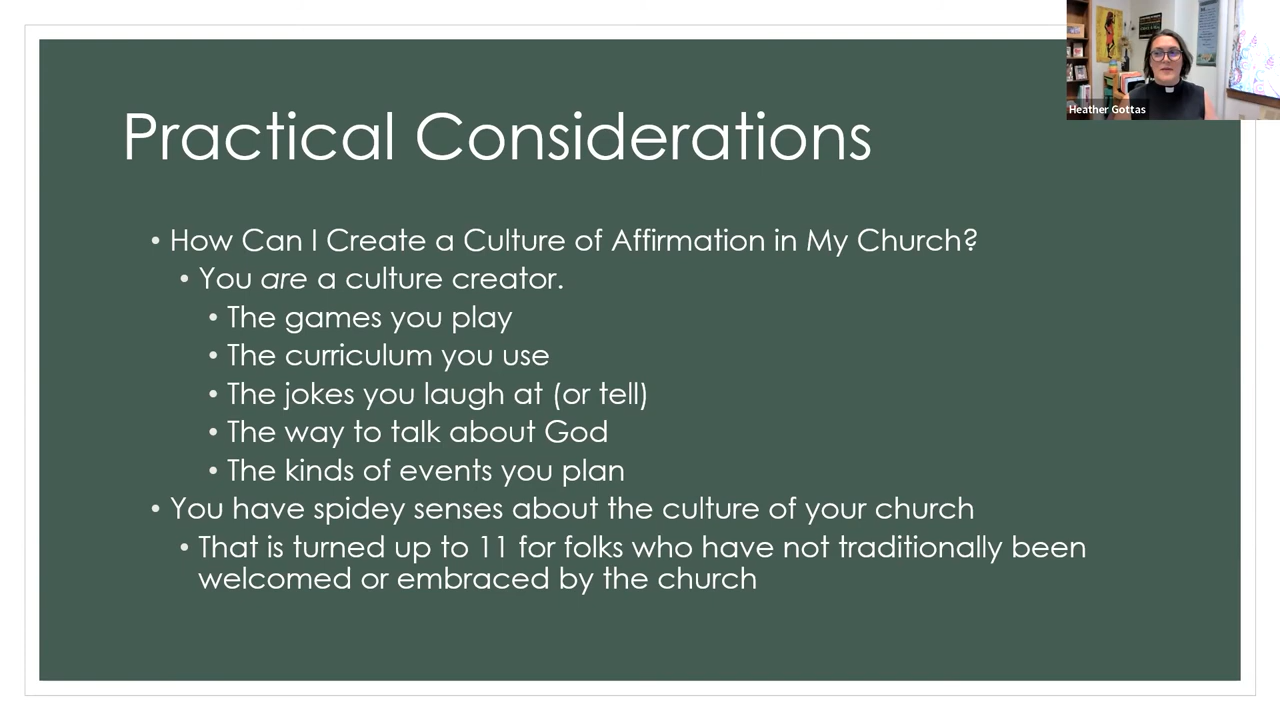 Practical Considerations
• How Can I Create a Culture of Affirmation in My Church?
• You are a culture creator.
• The games you play
• The curriculum you use
• The jokes you laugh at (or tell)
• The way to talk about God
• The kinds of events you plan
• You have spidey senses about the culture of your church
• That is turned up to 11 for folks who have not traditionally been
welcomed or embraced by the church
Heather Gottas